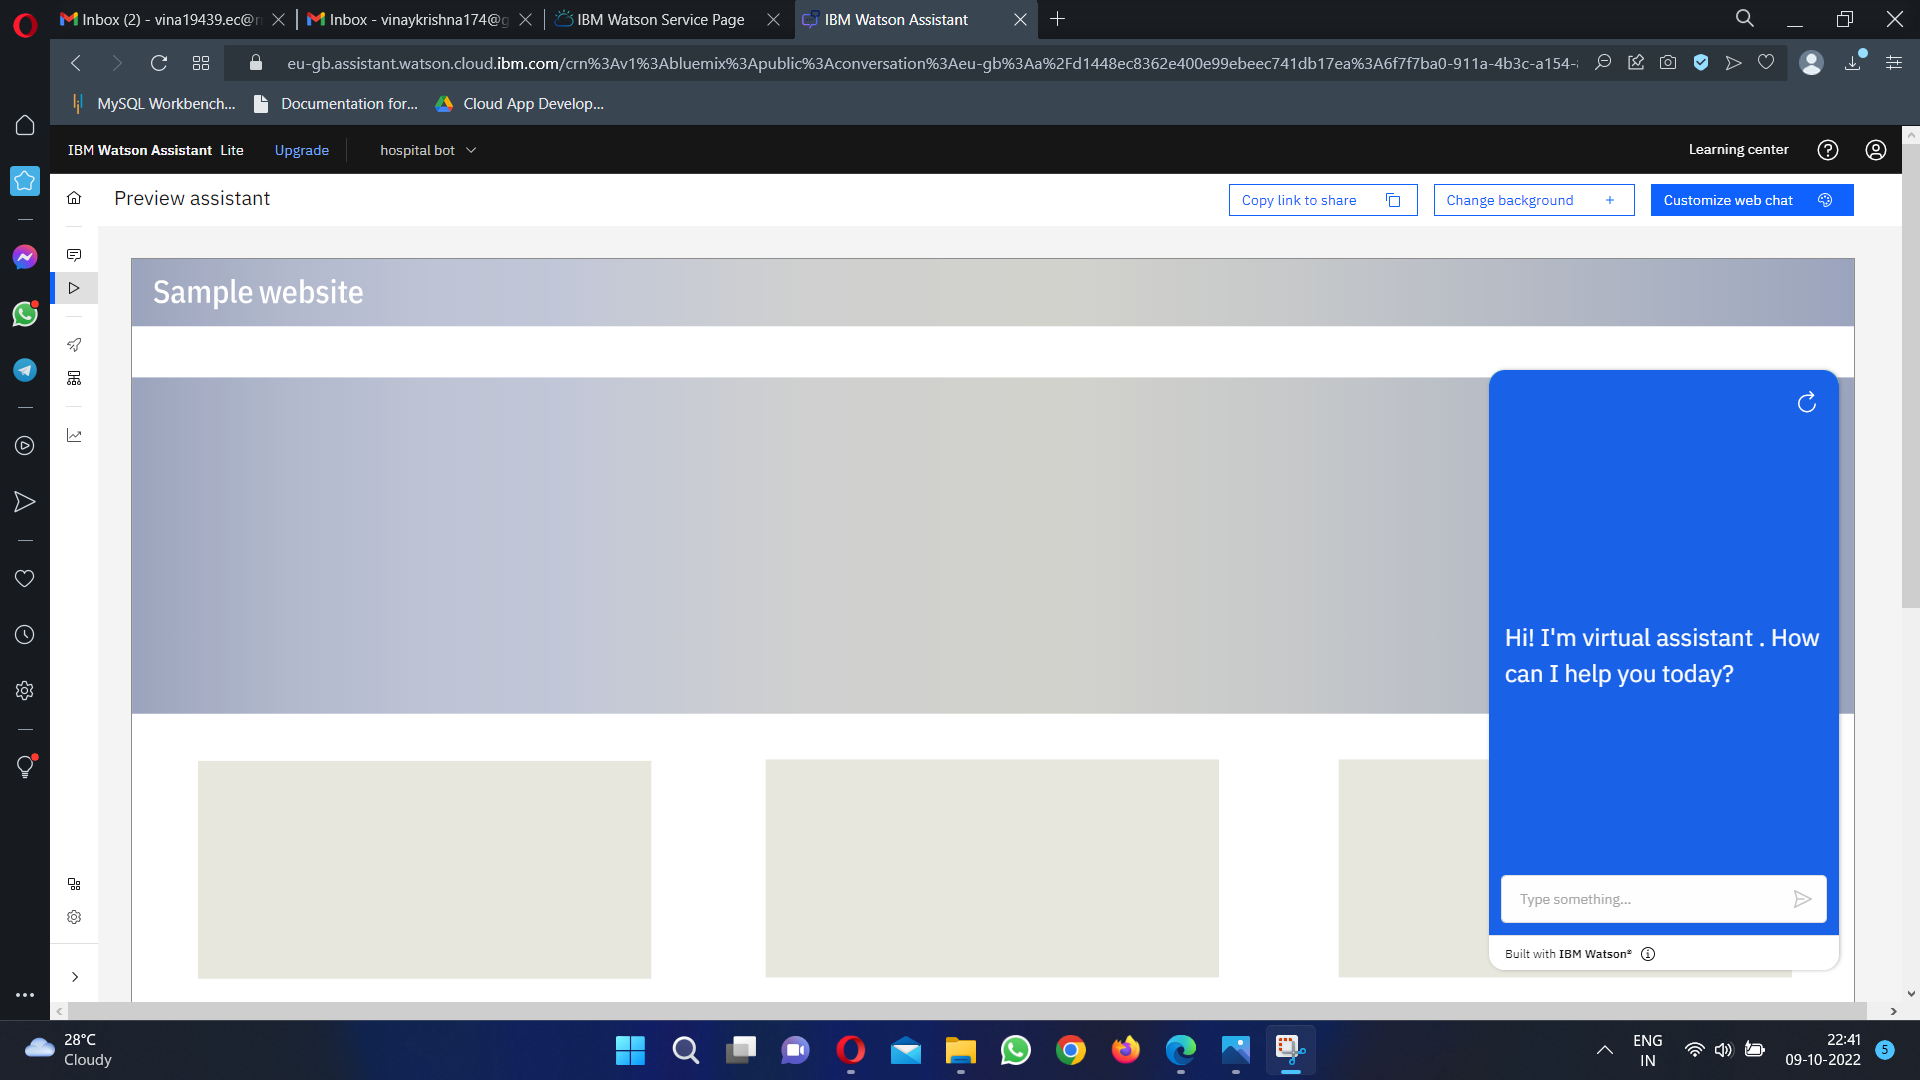 Inbox (2) - vina19439.ec@r
Inbox - vinaykrishna174@g
IBM Watson Service Page
IBM Watson Assistant
eu-gb.assistant.watson.cloud.ibm.com/crn%3Av1%3Abluemix%3Apublic%3Aconversation%3Aeu-gb%3Aa%2Fd1448ec8362e400e99ebeec741db17ea%3A6f7f7ba0-911a-4b3c-a154-
MySQL Workbench...
Documentation for...
Cloud App Develop...
IBM Watson Assistant Lite
Upgrade
hospital bot
Learning center
Preview assistant
Copy link to share
Change background
Customize web chat
Sample website
Hi! I'm virtual assistant . How
can I help you today?
Type something...
Built with IBM Watson®
28°C
Cloudy
ENG
IN
22:41
09-10-2022
5